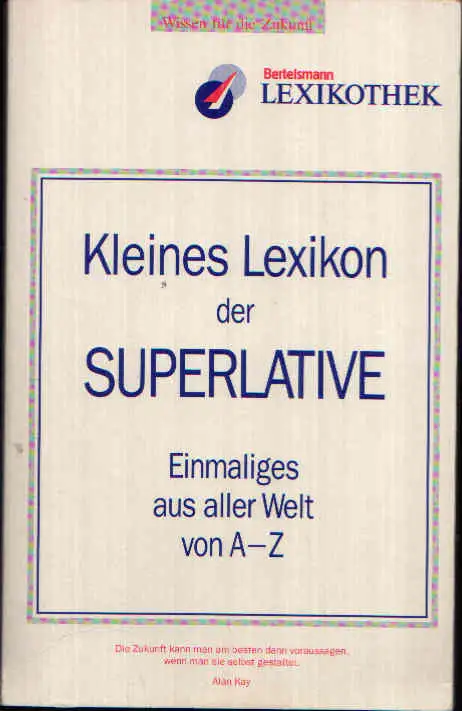 Wissen für die Zukunft
Bertelsmann
LEXIKOTHEK
Kleines Lexikon
der
SUPERLATIVE
Einmaliges
aus aller Welt
von A–Z
Die Zukunft kann man am besten dann voraussagen,
wenn man sie selbst gestaltet.
Alan Kay